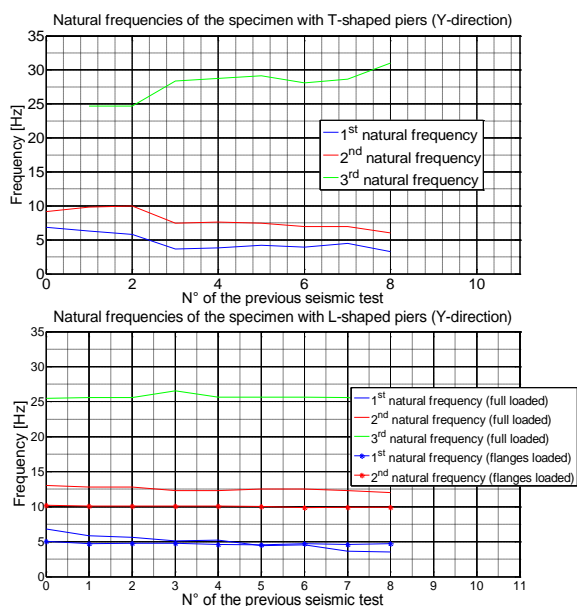 Natural frequencies of the specimen with T-shaped piers (Y-direction)
35
30
25
20
15
10
5
0
Frequency [Hz]
1st natural frequency
2nd natural frequency
3rd natural frequency
0 2 4 6 8 10
N° of the previous seismic test
Natural frequencies of the specimen with L-shaped piers (Y-direction)
35
30
25
20
15
10
5
0
Frequency [Hz]
1st natural frequency (full loaded)
2nd natural frequency (full loaded)
3rd natural frequency (full loaded)
1st natural frequency (flanges loaded)
2nd natural frequency (flanges loaded)
0 1 2 3 4 5 6 7 8 9 10 11
N° of the previous seismic test